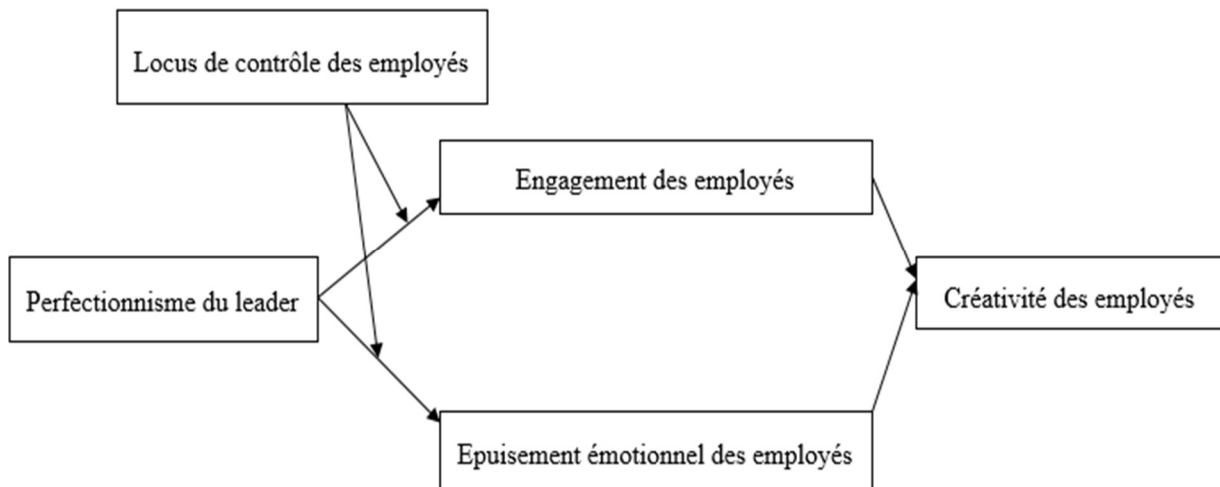 Locus de contrôle des employés
Engagement des employés
Perfectionnisme du leader
Créativité des employés
Epuisement émotionnel des employés